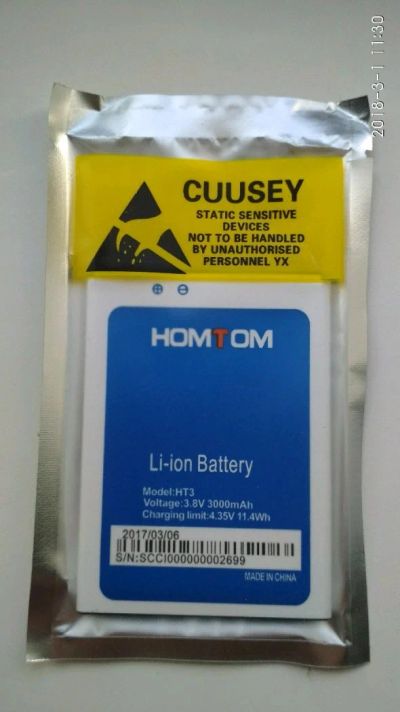 2018-3-1 11:30
CUUSEY
STATIC SENSITIVE
DEVICES
NOT TO BE HANDLED
BY UNAUTHORISED
PERSONNEL YX
⊕ ⊖
HOMTOM
Li-ion Battery
Model:HT3
Voltage:3.8V 3000mAh
Charging limit:4.35V 11.4Wh
2017/03/06
S/N:SCCI000000002699
MADE IN CHINA